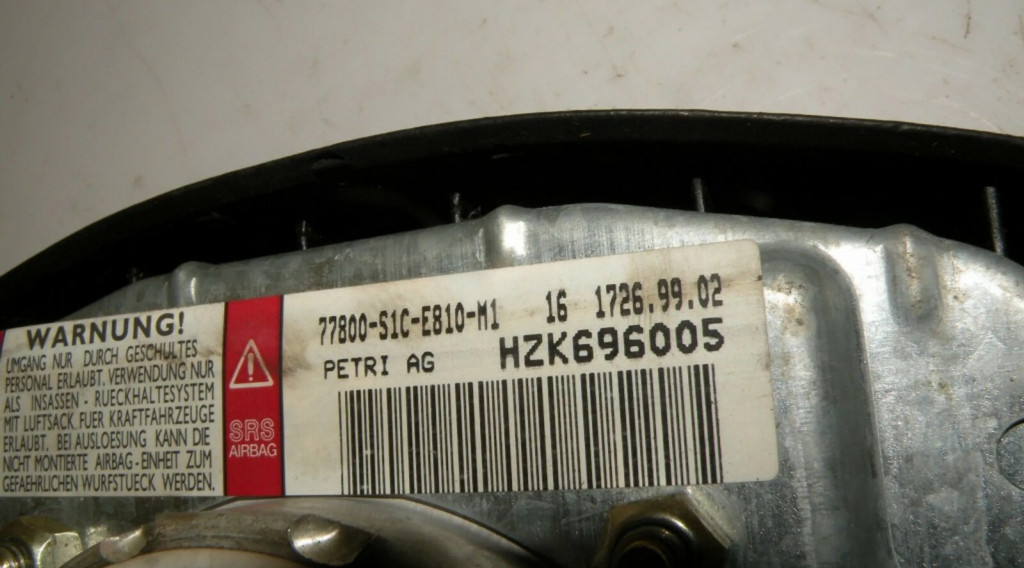 WARNUNG!
UMGANG NUR DURCH GESCHULTES
PERSONAL ERLAUBT. VERWENDUNG NUR
ALS INSASSEN - RUECKHALTESYSTEM
MIT LUFTSACK FUER KRAFTFAHRZEUGE
ERLAUBT. BEI AUSLOESUNG KANN DIE
NICHT MONTIERTE AIRBAG-EINHEIT ZUM
GEFAEHRLICHEN WURFSTUECK WERDEN.
SRS
AIRBAG
77800-S1C-E810-M1 16 1726.99.02
PETRI AG HZK696005